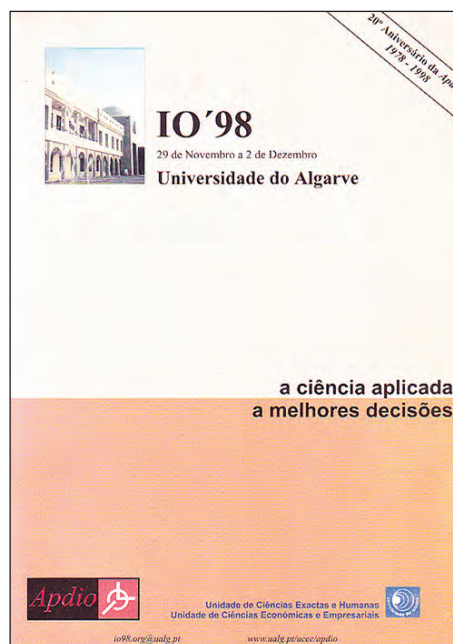 20º Aniversário da
1978 - 1998
IO´98
29 de Novembro a 2 de Dezembro
Universidade do Algarve
a ciência aplicada
a melhores decisões
Apdio
Unidade de Ciências Exactas e Humanas
Unidade de Ciências Económicas e Empresariais
io98.org@ualg.pt
www.ualg.pt/ucee/apdio